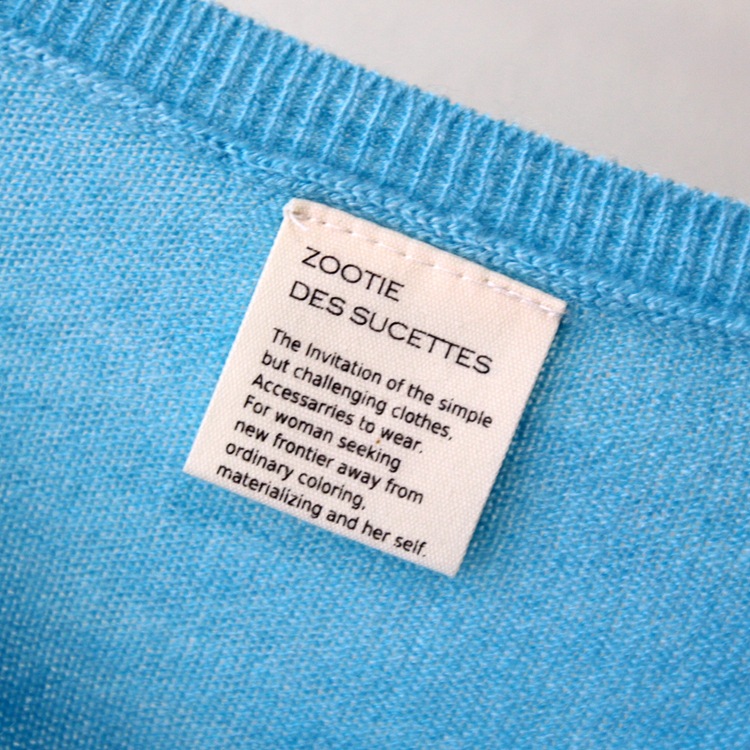 ZOOTIE
DES SUCETTES
The Invitation of the simple
but challenging clothes,
Accessarries to wear.
For woman seeking
new frontier away from
ordinary coloring,
materializing and her self.